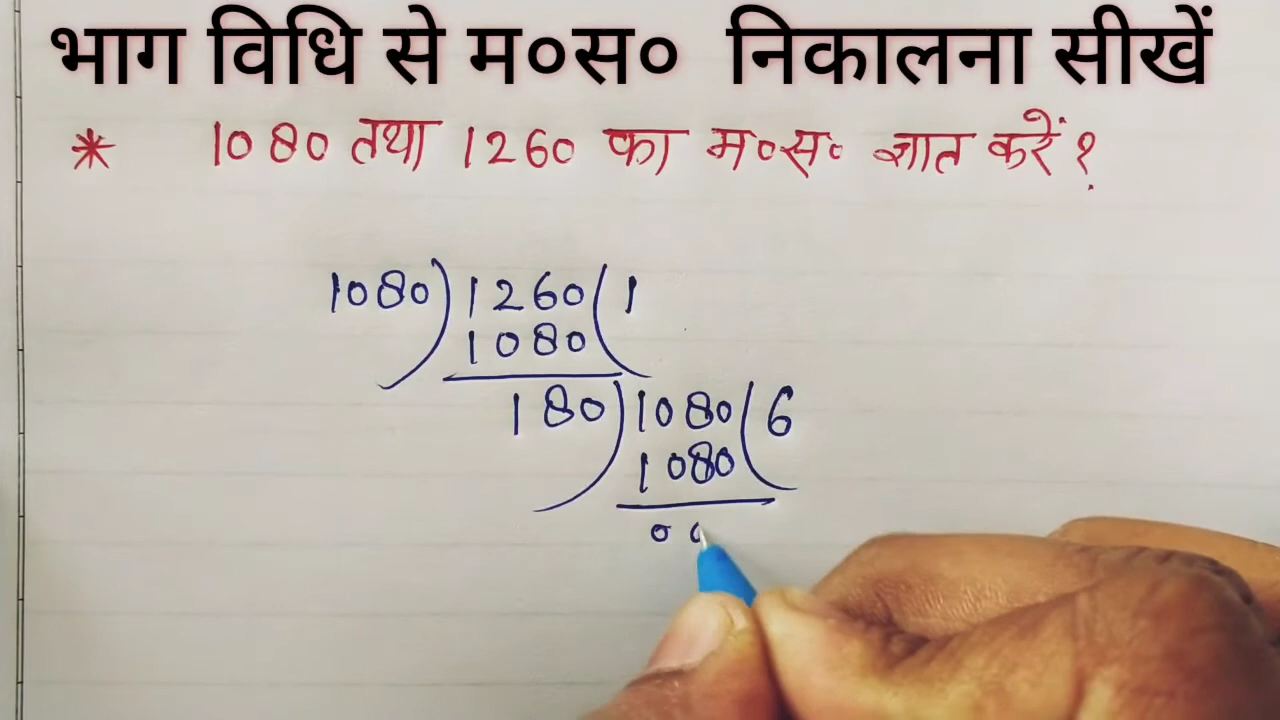 भाग विधि से म०स० निकालना सीखें
* 1080 तथा 1260 का म०स० ज्ञात करें ?
1080)1260(1
1080
180)1080(6
1080
00